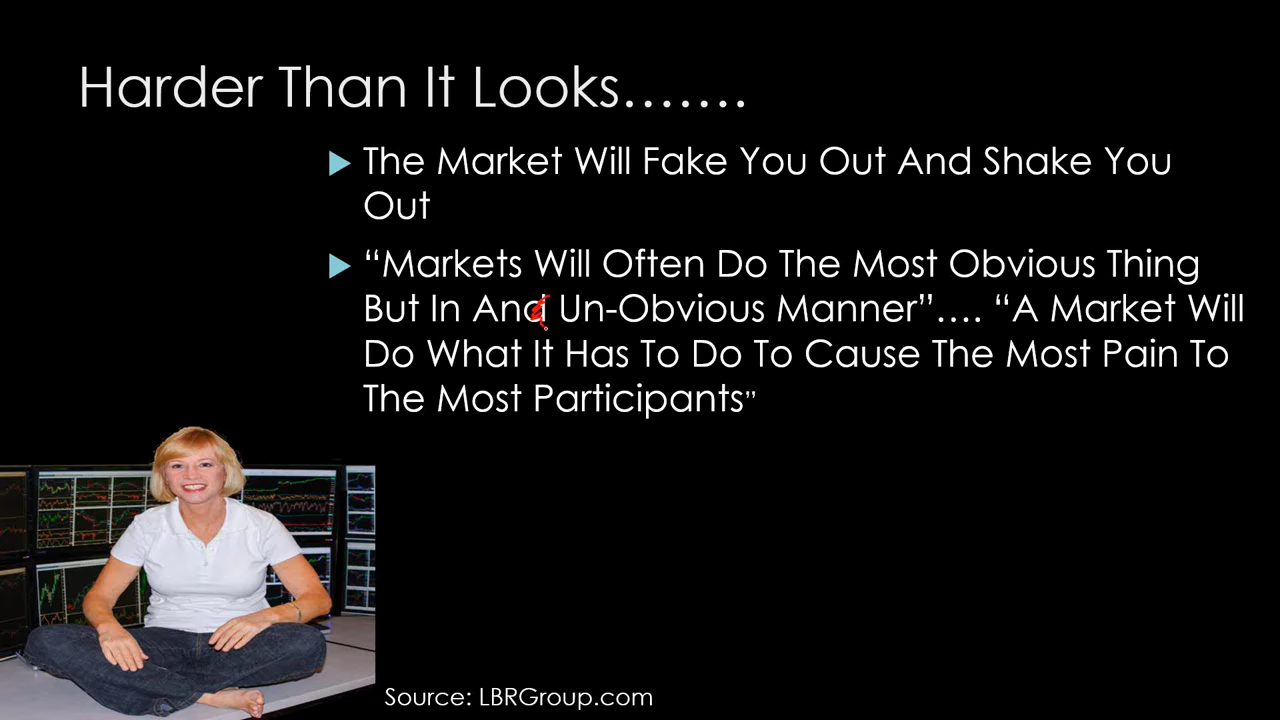 Harder Than It Looks.......
The Market Will Fake You Out And Shake You
Out
“Markets Will Often Do The Most Obvious Thing
But In And Un-Obvious Manner”.... “A Market Will
Do What It Has To Do To Cause The Most Pain To
The Most Participants”
Source: LBRGroup.com